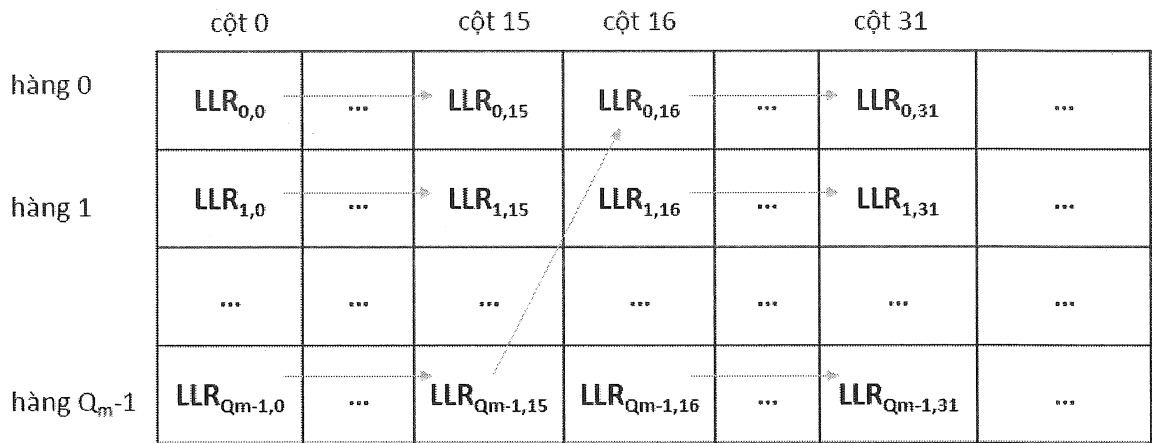 cột 0 cột 15 cột 16 cột 31
hàng 0 LLR0,0 ... LLR0,15 LLR0,16 ... LLR0,31 ...
hàng 1 LLR1,0 ... LLR1,15 LLR1,16 ... LLR1,31 ...
... ... ... ... ... ... ...
hàng Qm-1 LLRQm-1,0 ... LLRQm-1,15 LLRQm-1,16 ... LLRQm-1,31 ...